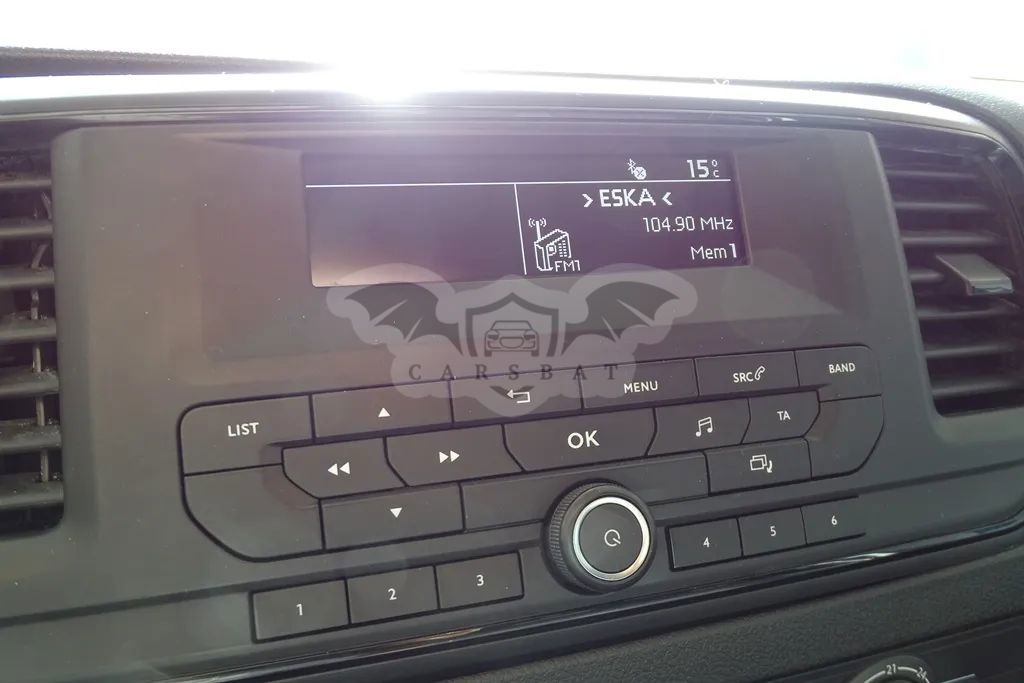 15°C
› ESKA ‹
104.90 MHz
FM1
Mem 1
CARSBAT
LIST
MENU
SRC
BAND
OK
TA
1
2
3
4
5
6
21